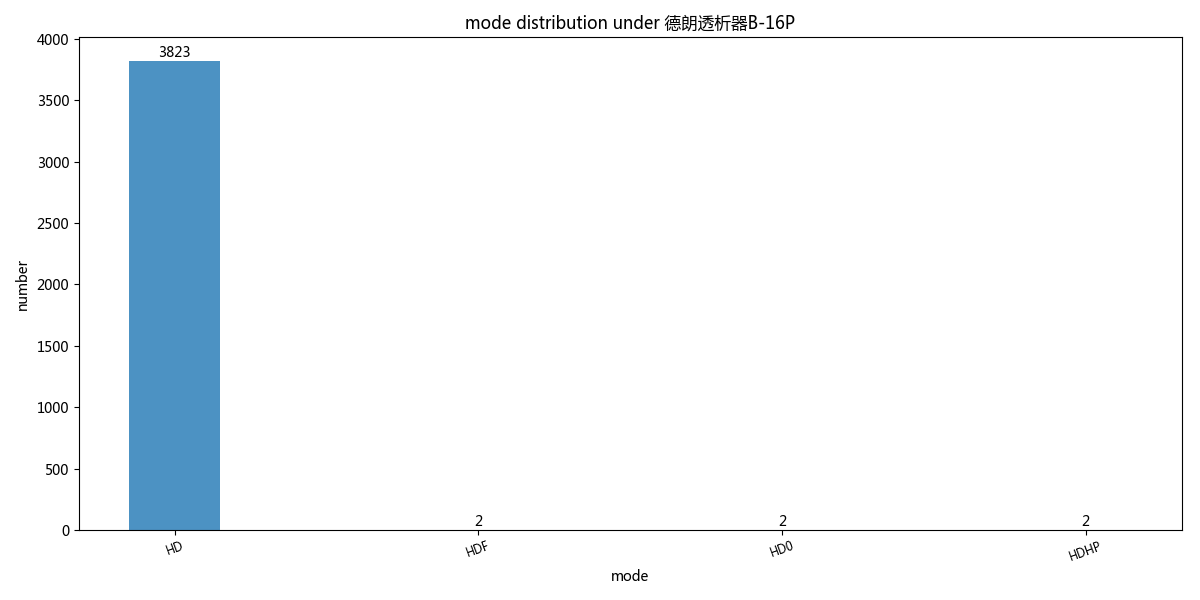 mode distribution under 德朗透析器B-16P
4000
3823
3500
3000
2500
2000
1500
1000
500
0
2
2
2
number
HD
HDF
HD0
HDHP
mode